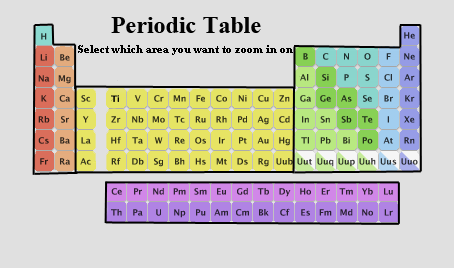 Periodic Table
Select which area you want to zoom in on
H He
Li Be B C N O F Ne
Na Mg Al Si P S Cl Ar
K Ca Sc Ti V Cr Mn Fe Co Ni Cu Zn Ga Ge As Se Br Kr
Rb Sr Y Zr Nb Mo Tc Ru Rh Pd Ag Cd In Sn Sb Te I Xe
Cs Ba La Hf Ta W Re Os Ir Pt Au Hg Tl Pb Bi Po At Rn
Fr Ra Ac Rf Db Sg Bh Hs Mt Ds Rg Uub Uut Uuq Uup Uuh Uus Uuo
Ce Pr Nd Pm Sm Eu Gd Tb Dy Ho Er Tm Yb Lu
Th Pa U Np Pu Am Cm Bk Cf Es Fm Md No Lr